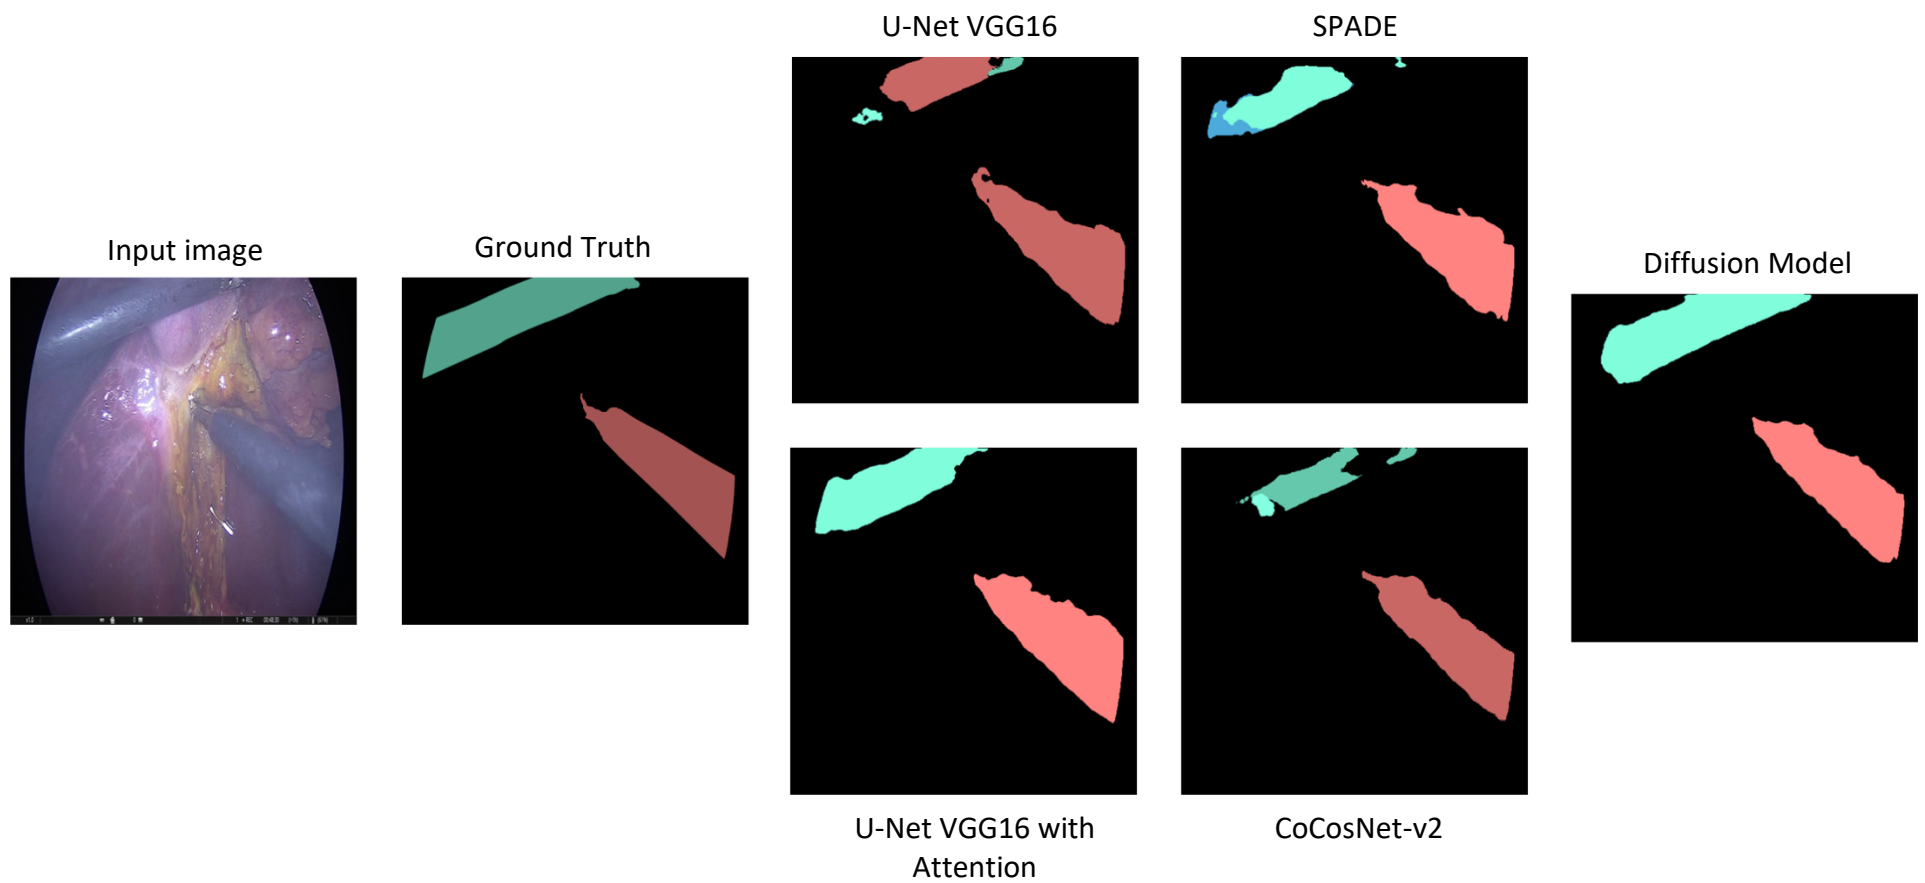 U-Net VGG16
SPADE
Input image
Ground Truth
Diffusion Model
U-Net VGG16 with
Attention
CoCosNet-v2